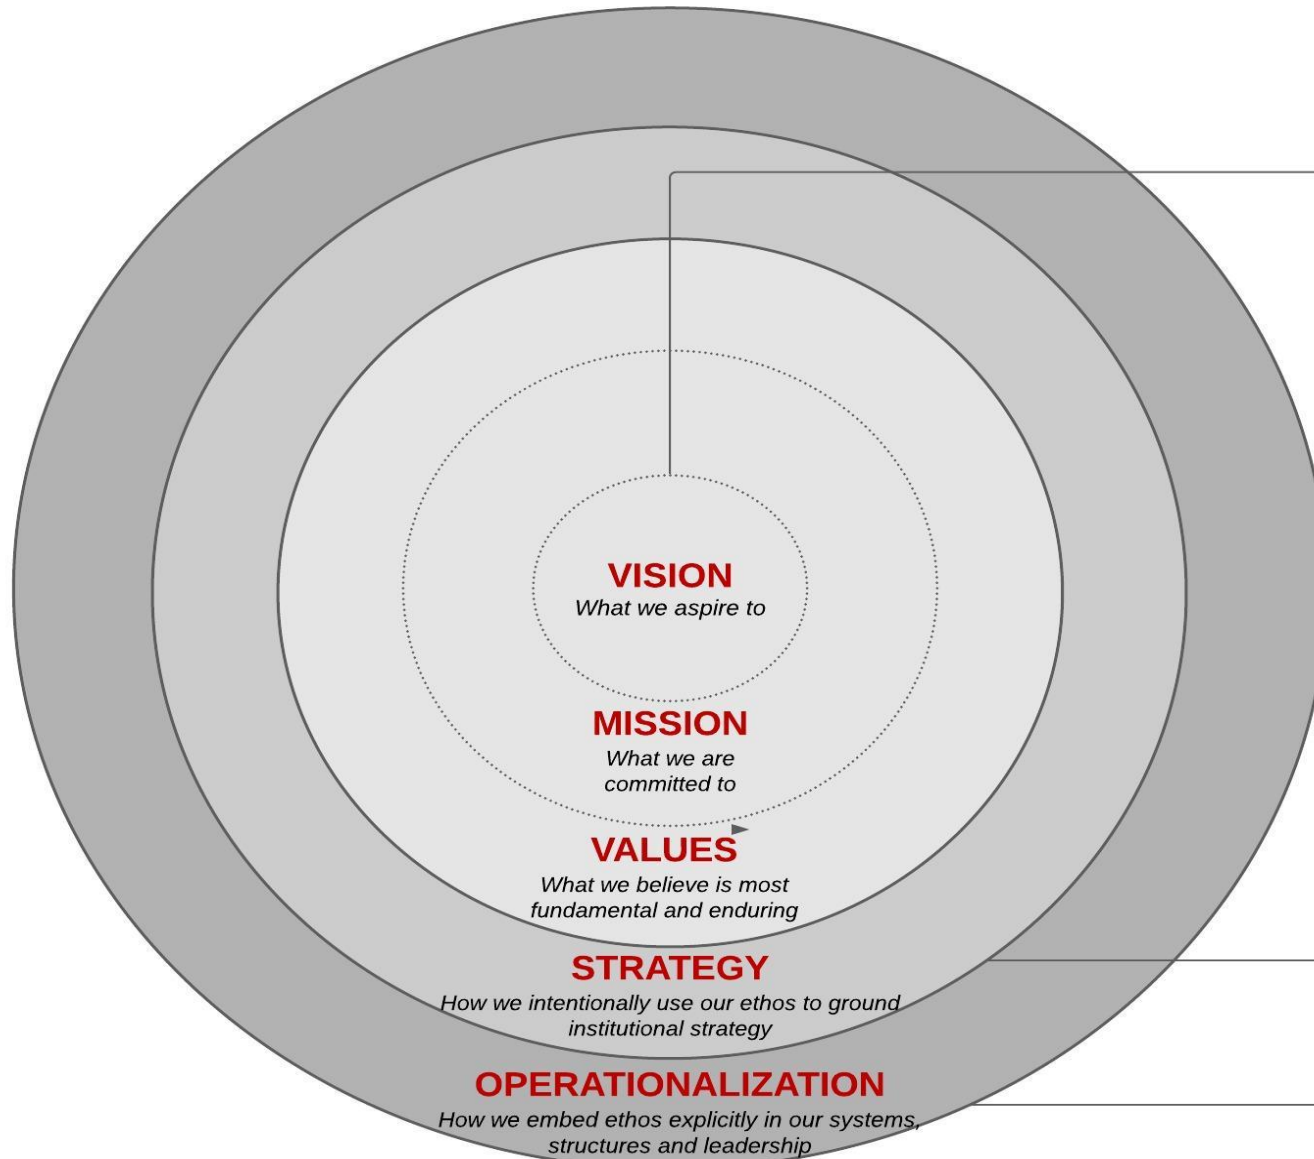 VISION
What we aspire to
MISSION
What we are
committed to
VALUES
What we believe is most
fundamental and enduring
STRATEGY
How we intentionally use our ethos to ground
institutional strategy
OPERATIONALIZATION
How we embed ethos explicitly in our systems,
structures and leadership